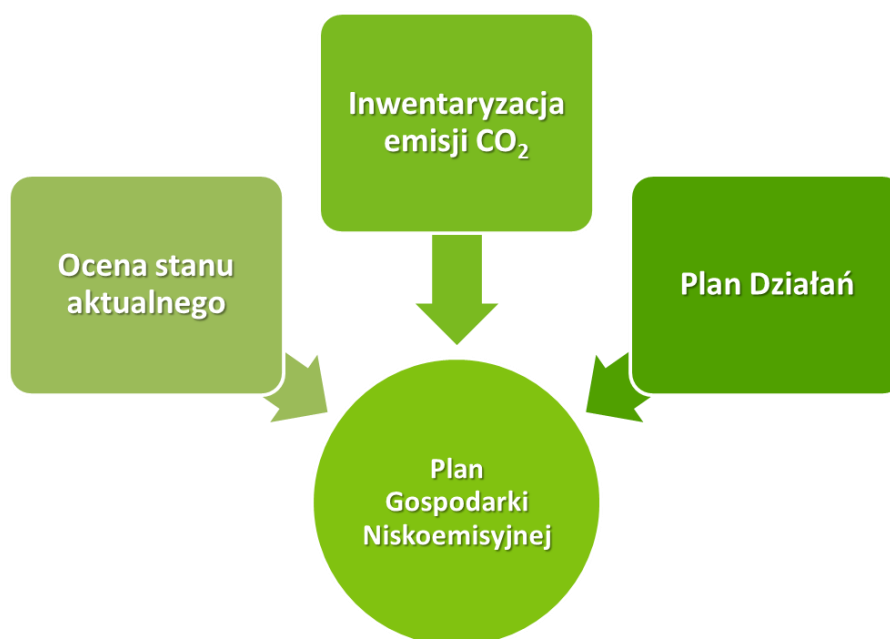 Inwentaryzacja
emisji CO₂
Ocena stanu
aktualnego
Plan Działań
Plan
Gospodarki
Niskoemisyjnej